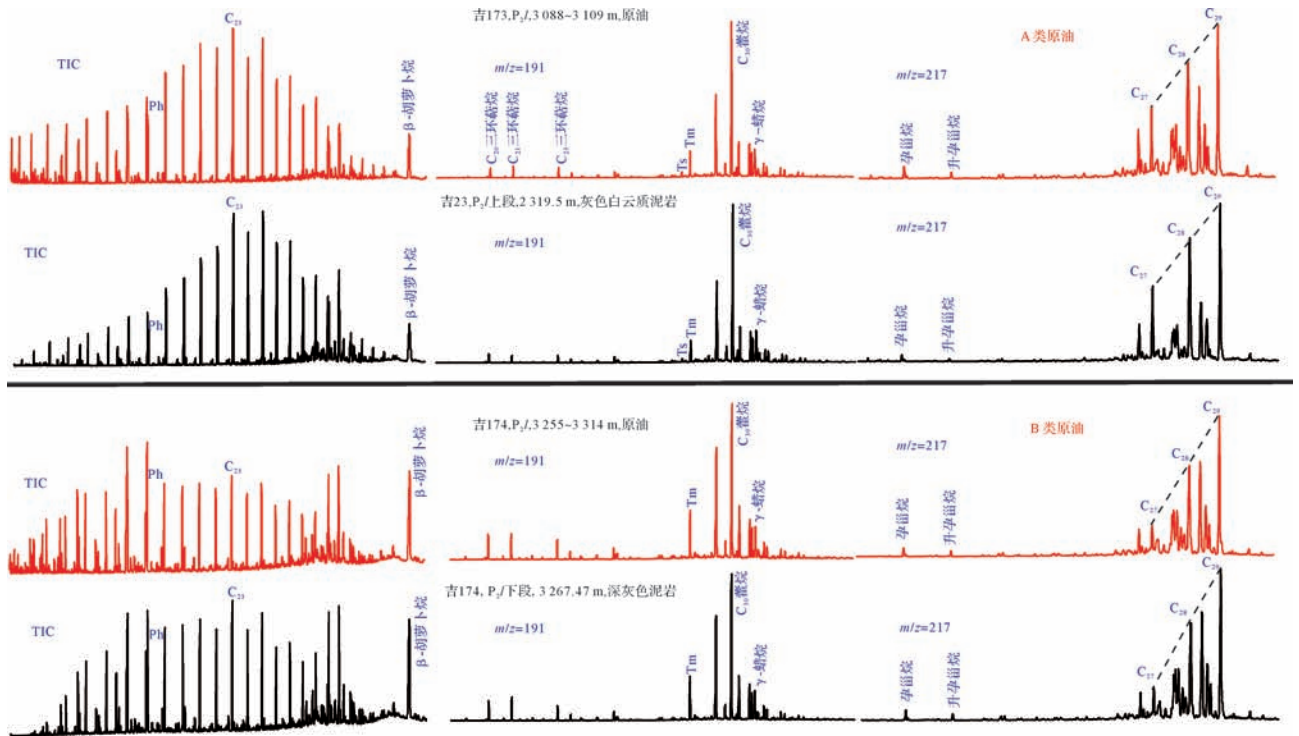 吉173,P₂l,3 088~3 109 m,原油
TIC
C₂₃
Ph
β-胡萝卜烷
m/z=191
C₂₀三环萜烷
C₂₁三环萜烷
C₂₃三环萜烷
Ts
Tm
C₃₀藿烷
γ-蜡烷
A 类原油
m/z=217
孕甾烷
升孕甾烷
C₂₇
C₂₈
C₂₉
吉23,P₂l上段,2 319.5 m,灰色白云质泥岩
TIC
C₂₃
Ph
β-胡萝卜烷
m/z=191
Ts
Tm
C₃₀藿烷
γ-蜡烷
m/z=217
孕甾烷
升孕甾烷
C₂₇
C₂₈
C₂₉
吉174,P₂l,3 255~3 314 m,原油
TIC
Ph
C₂₃
β-胡萝卜烷
m/z=191
Tm
C₃₀藿烷
γ-蜡烷
B 类原油
m/z=217
孕甾烷
升孕甾烷
C₂₇
C₂₈
C₂₉
吉174, P₂l下段, 3 267.47 m,深灰色泥岩
TIC
Ph
C₂₃
β-胡萝卜烷
m/z=191
Tm
C₃₀藿烷
γ-蜡烷
m/z=217
孕甾烷
升孕甾烷
C₂₇
C₂₈
C₂₉